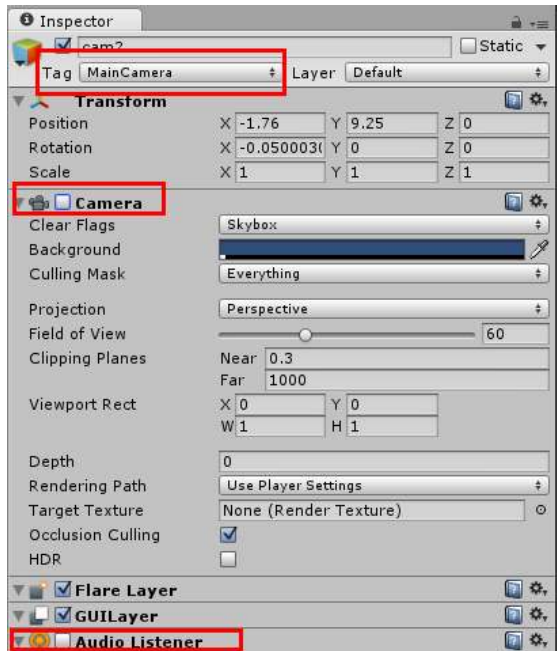 Inspector
cam2 Static
Tag MainCamera Layer Default
Transform
Position X -1.76 Y 9.25 Z 0
Rotation X -0.0500030 Y 0 Z 0
Scale X 1 Y 1 Z 1
Camera
Clear Flags Skybox
Background
Culling Mask Everything
Projection Perspective
Field of View 60
Clipping Planes Near 0.3
Far 1000
Viewport Rect X 0 Y 0
W 1 H 1
Depth 0
Rendering Path Use Player Settings
Target Texture None (Render Texture)
Occlusion Culling
HDR
Flare Layer
GUILayer
Audio Listener